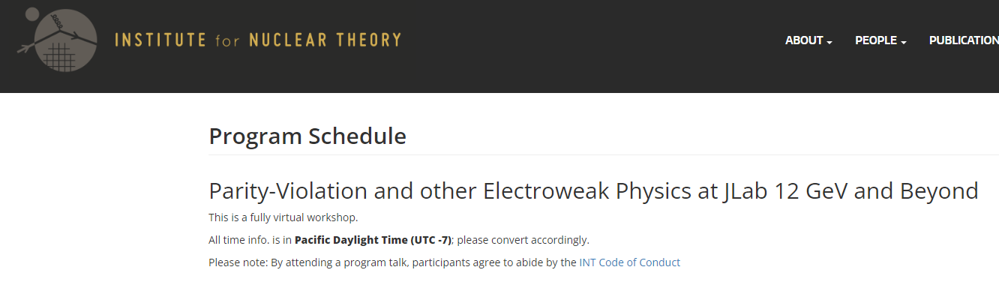 INSTITUTE for NUCLEAR THEORY
ABOUT PEOPLE PUBLICATION
Program Schedule
Parity-Violation and other Electroweak Physics at JLab 12 GeV and Beyond
This is a fully virtual workshop.
All time info. is in Pacific Daylight Time (UTC -7); please convert accordingly.
Please note: By attending a program talk, participants agree to abide by the INT Code of Conduct